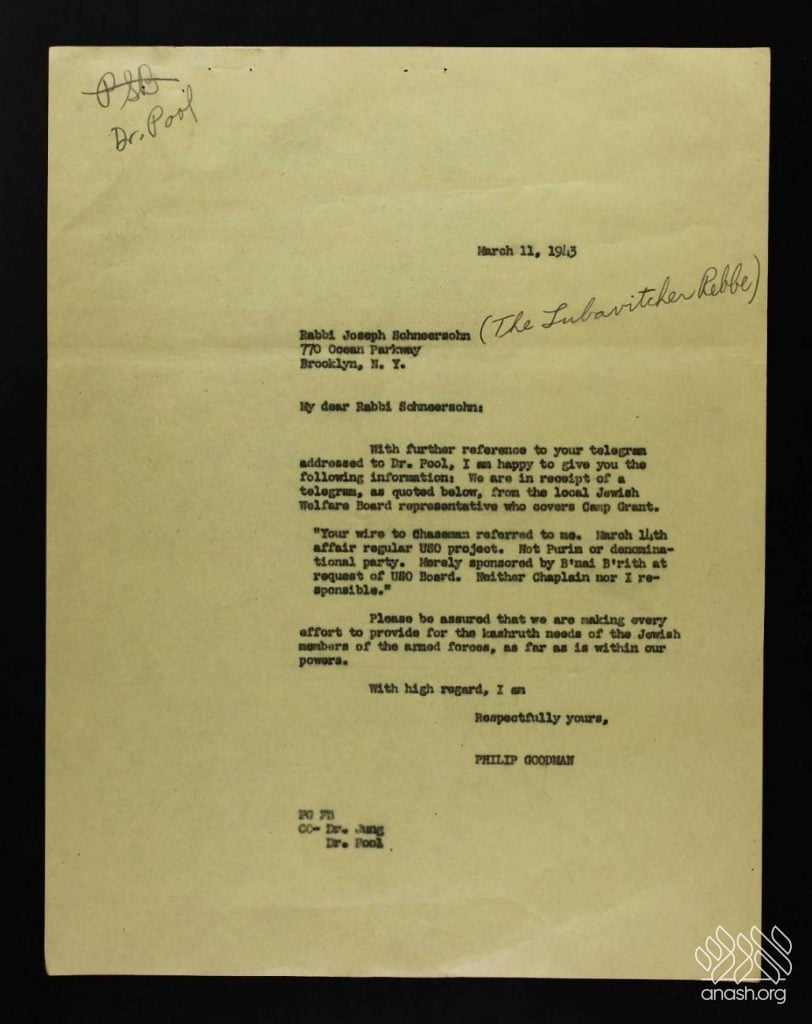 PSB
Dr. Pool
March 11, 1943
(The Lubavitcher Rebbe)
Rabbi Joseph Schneersohn
770 Ocean Parkway
Brooklyn, N. Y.
My dear Rabbi Schneersohn:
With further reference to your telegram
addressed to Dr. Pool, I am happy to give you the
following information: We are in receipt of a
telegram, as quoted below, from the local Jewish
Welfare Board representative who covers Camp Grant.
"Your wire to Chaseman referred to me. March 14th
affair regular USO project. Not Purim or denomina-
tional party. Merely sponsored by B'nai B'rith at
request of USO Board. Neither Chaplain nor I re-
sponsible."
Please be assured that we are making every
effort to provide for the kashruth needs of the Jewish
members of the armed forces, as far as is within our
powers.
With high regard, I am
Respectfully yours,
PHILIP GOODMAN
PG
CC- Dr. Jung
Dr. Pool
anash.org